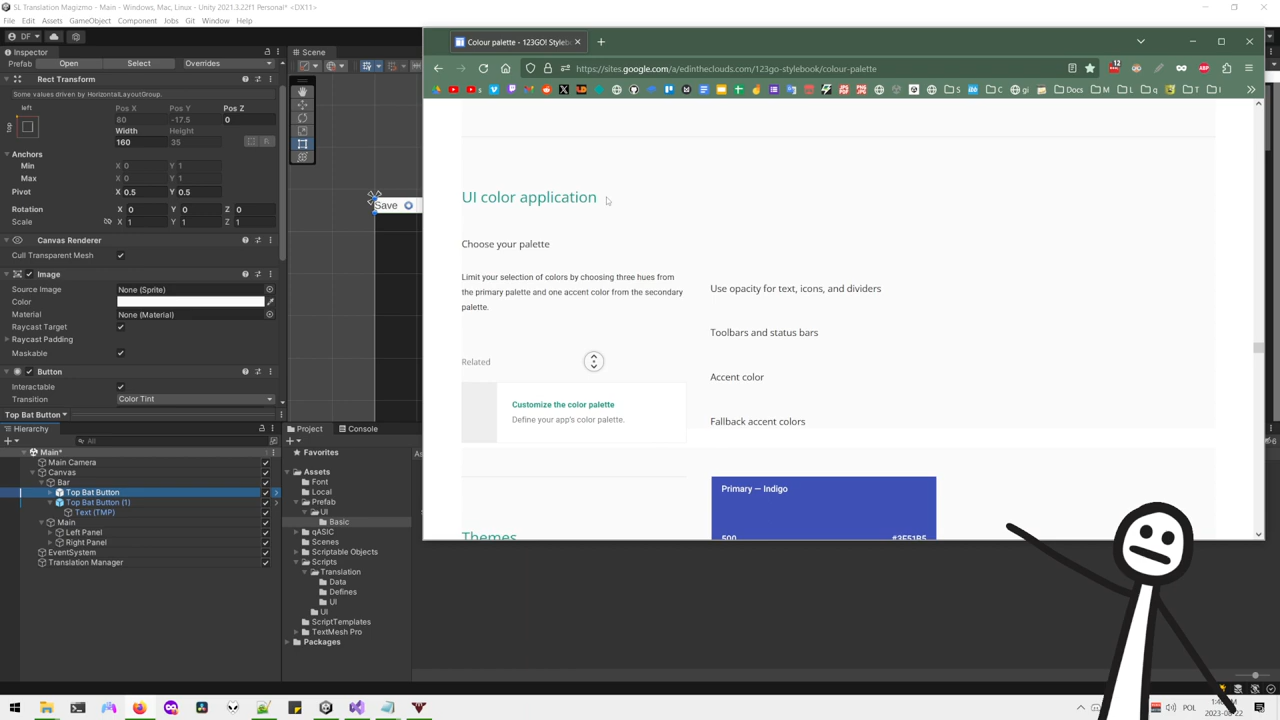 SL Translation Magizmo - Main - Windows, Mac, Linux - Unity 2021.3.22f1 Personal* <DX11>
File Edit Assets GameObject Component Jobs Git Window Help
DF
Inspector
Prefab Open Select Overrides
Rect Transform
Some values driven by HorizontalLayoutGroup.
left Pos X Pos Y Pos Z
top 80 -17.5 0
Width Height
160 35
Anchors
Min X 0 Y 1
Max X 0 Y 1
Pivot X 0.5 Y 0.5
Rotation X 0 Y 0 Z 0
Scale X 1 Y 1 Z 1
Canvas Renderer
Cull Transparent Mesh
Image
Source Image None (Sprite)
Color
Material None (Material)
Raycast Target
Raycast Padding
Maskable
Button
Interactable
Transition Color Tint
Top Bat Button
Hierarchy
All
Main*
Main Camera
Canvas
Bar
Top Bat Button
Top Bat Button (1)
Text (TMP)
Main
Left Panel
Right Panel
EventSystem
Translation Manager
Scene
Save
Project Console
Favorites
Assets
Font
Local
Prefab
UI
Basic
qASIC
Scenes
Scriptable Objects
Scripts
Translation
Data
Defines
UI
UI
ScriptTemplates
TextMesh Pro
Packages
Colour palette - 123GO! Styleb
https://sites.google.com/a/edintheclouds.com/123go-stylebook/colour-palette
12
s S C gi Docs M L q T F
UI color application
Choose your palette
Limit your selection of colors by choosing three hues from
the primary palette and one accent color from the secondary
palette.
Related
Customize the color palette
Define your app's color palette.
Use opacity for text, icons, and dividers
Toolbars and status bars
Accent color
Fallback accent colors
Themes
Primary — Indigo
500 #3F51B5
POL
2023-08-22